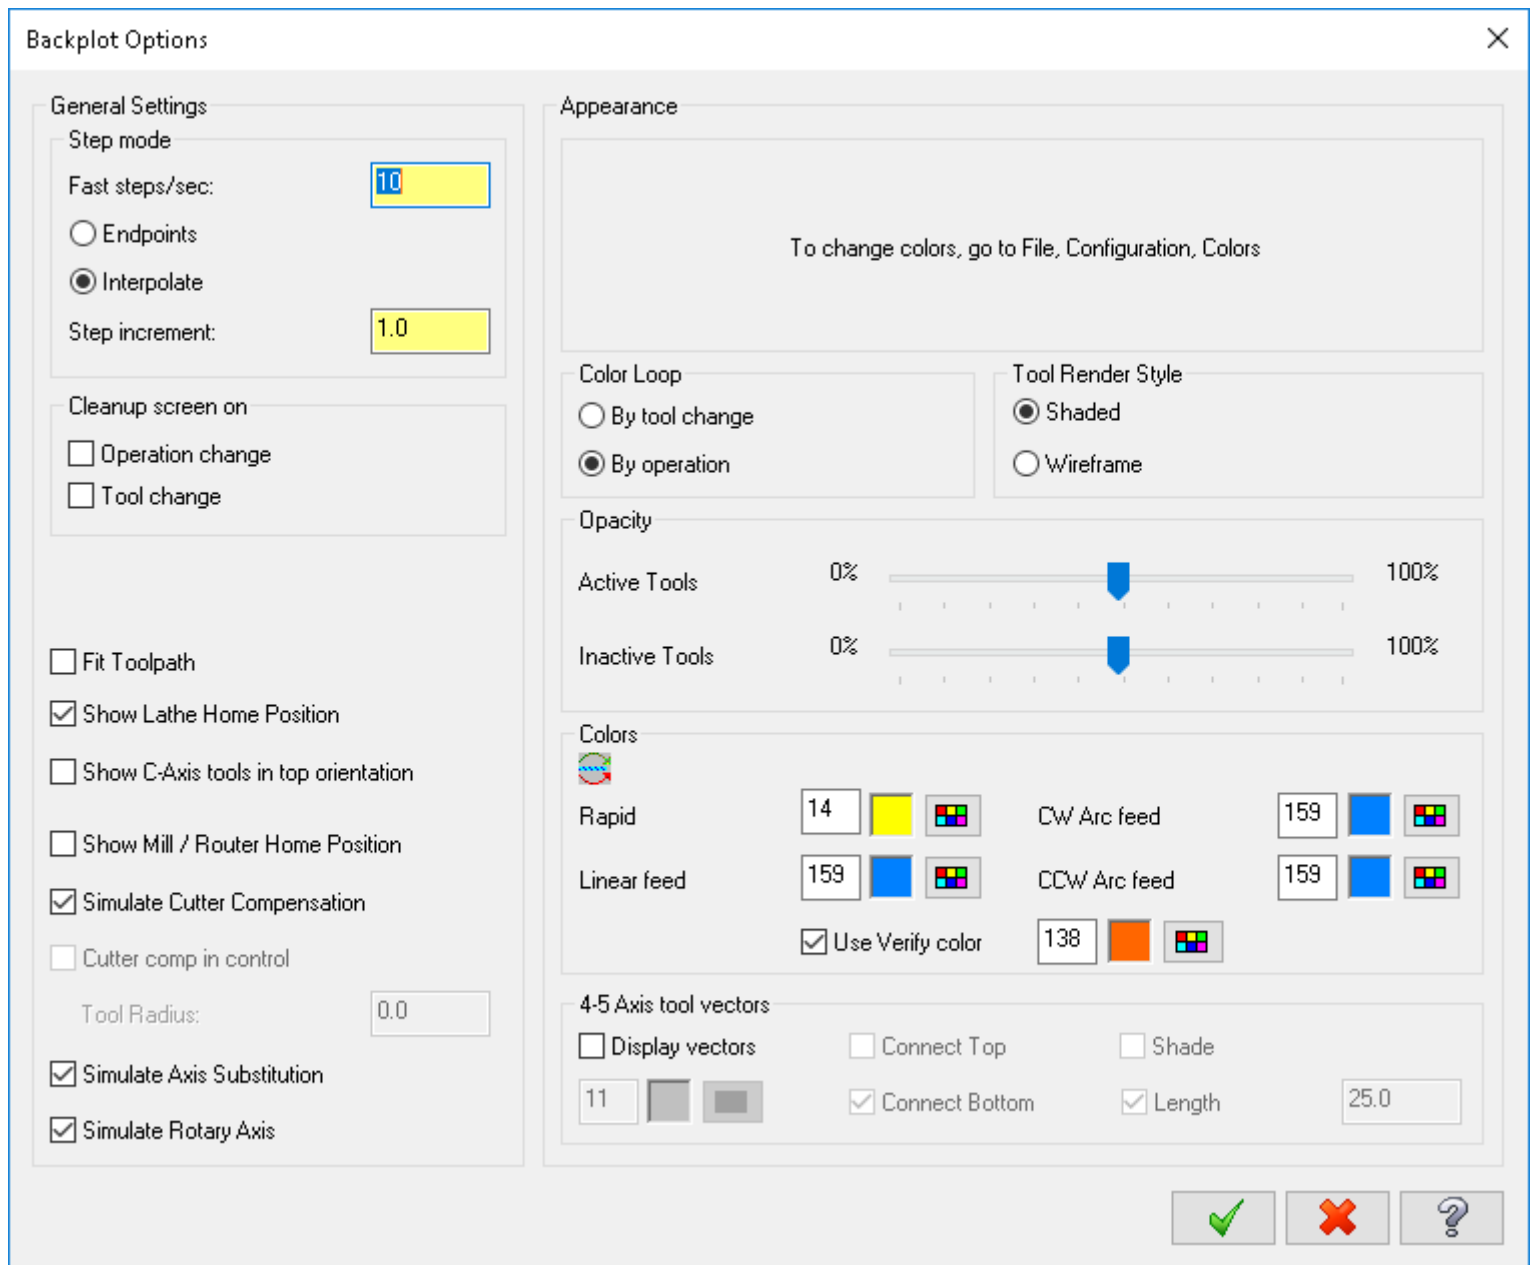 Backplot Options
General Settings
Step mode
Fast steps/sec:
10
Endpoints
Interpolate
Step increment:
1.0
Cleanup screen on
Operation change
Tool change
Fit Toolpath
Show Lathe Home Position
Show C-Axis tools in top orientation
Show Mill / Router Home Position
Simulate Cutter Compensation
Cutter comp in control
Tool Radius:
0.0
Simulate Axis Substitution
Simulate Rotary Axis
Appearance
To change colors, go to File, Configuration, Colors
Color Loop
By tool change
By operation
Tool Render Style
Shaded
Wireframe
Opacity
Active Tools
0%
100%
Inactive Tools
0%
100%
Colors
Rapid
14
CW Arc feed
159
Linear feed
159
CCW Arc feed
159
Use Verify color
138
4-5 Axis tool vectors
Display vectors
Connect Top
Shade
11
Connect Bottom
Length
25.0